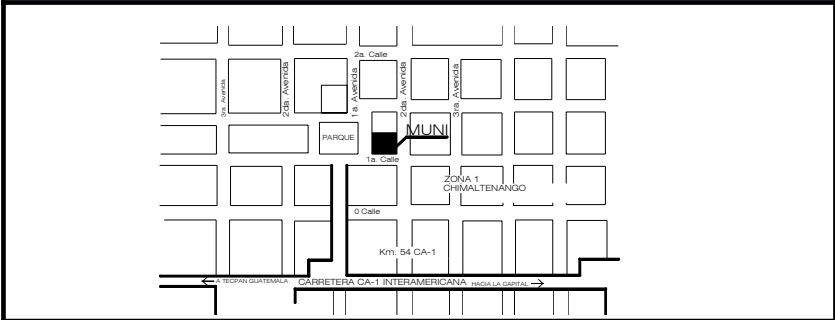 2a. Calle
3ra. Avenida
2da. Avenida
1a. Avenida
2da. Avenida
3ra. Avenida
PARQUE
MUNI
1a. Calle
ZONA 1
CHIMALTENANGO
0 Calle
Km. 54 CA-1
A TECPAN GUATEMALA
CARRETERA CA-1 INTERAMERICANA
HACIA LA CAPITAL